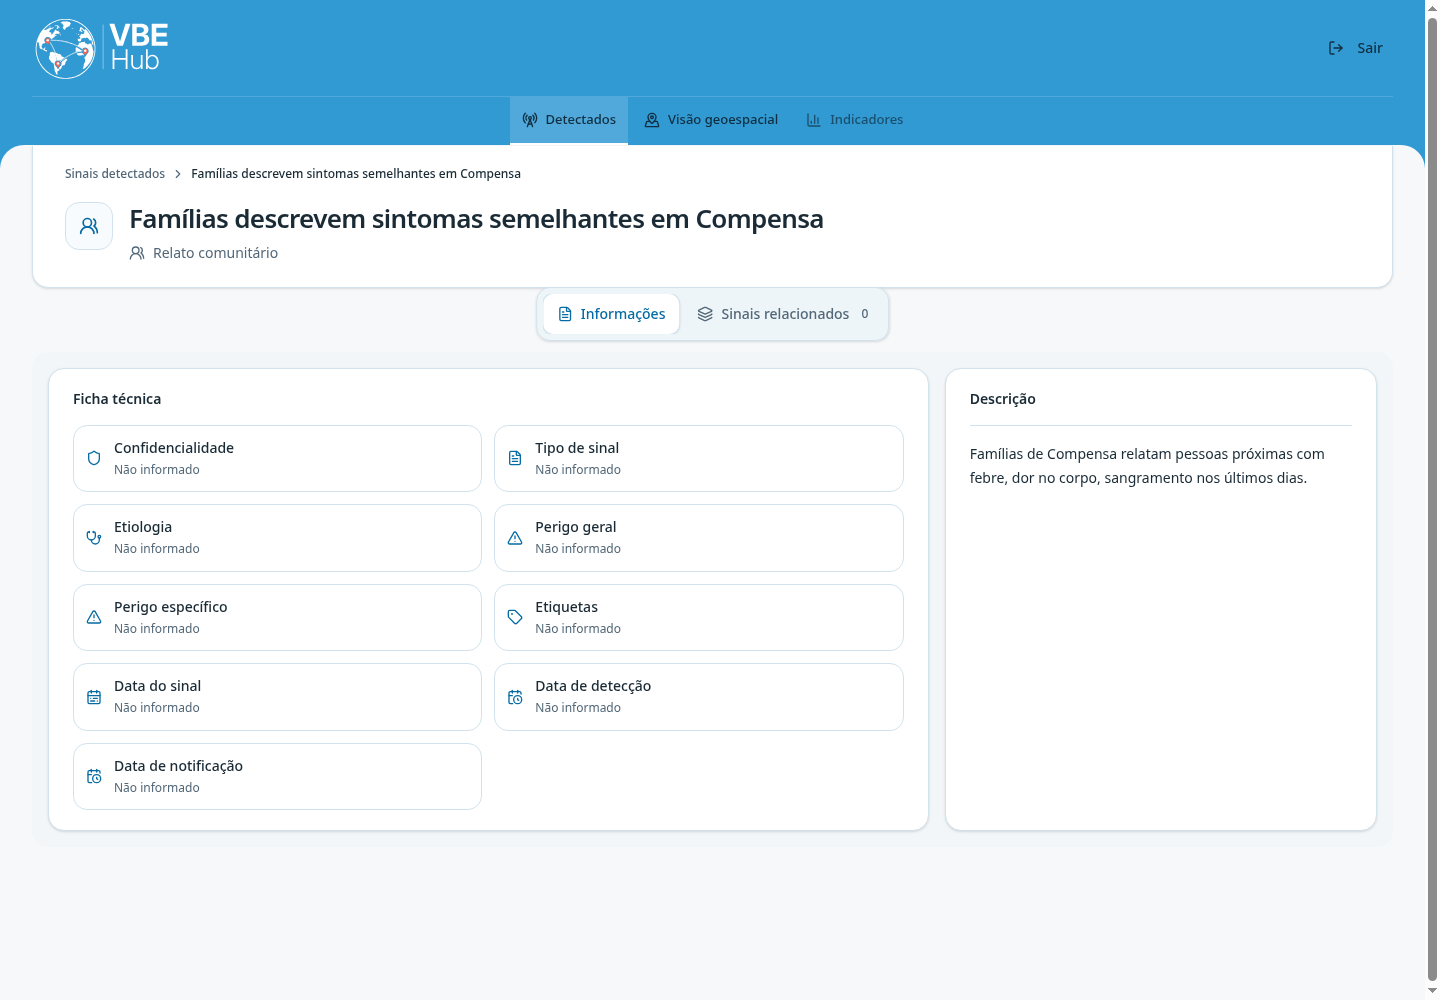 VBE
Hub
Sair
Detectados
Visão geoespacial
Indicadores
Sinais detectados
Famílias descrevem sintomas semelhantes em Compensa
Famílias descrevem sintomas semelhantes em Compensa
Relato comunitário
Informações
Sinais relacionados 0
Ficha técnica
Confidencialidade
Não informado
Tipo de sinal
Não informado
Etiologia
Não informado
Perigo geral
Não informado
Perigo específico
Não informado
Etiquetas
Não informado
Data do sinal
Não informado
Data de detecção
Não informado
Data de notificação
Não informado
Descrição
Famílias de Compensa relatam pessoas próximas com
febre, dor no corpo, sangramento nos últimos dias.